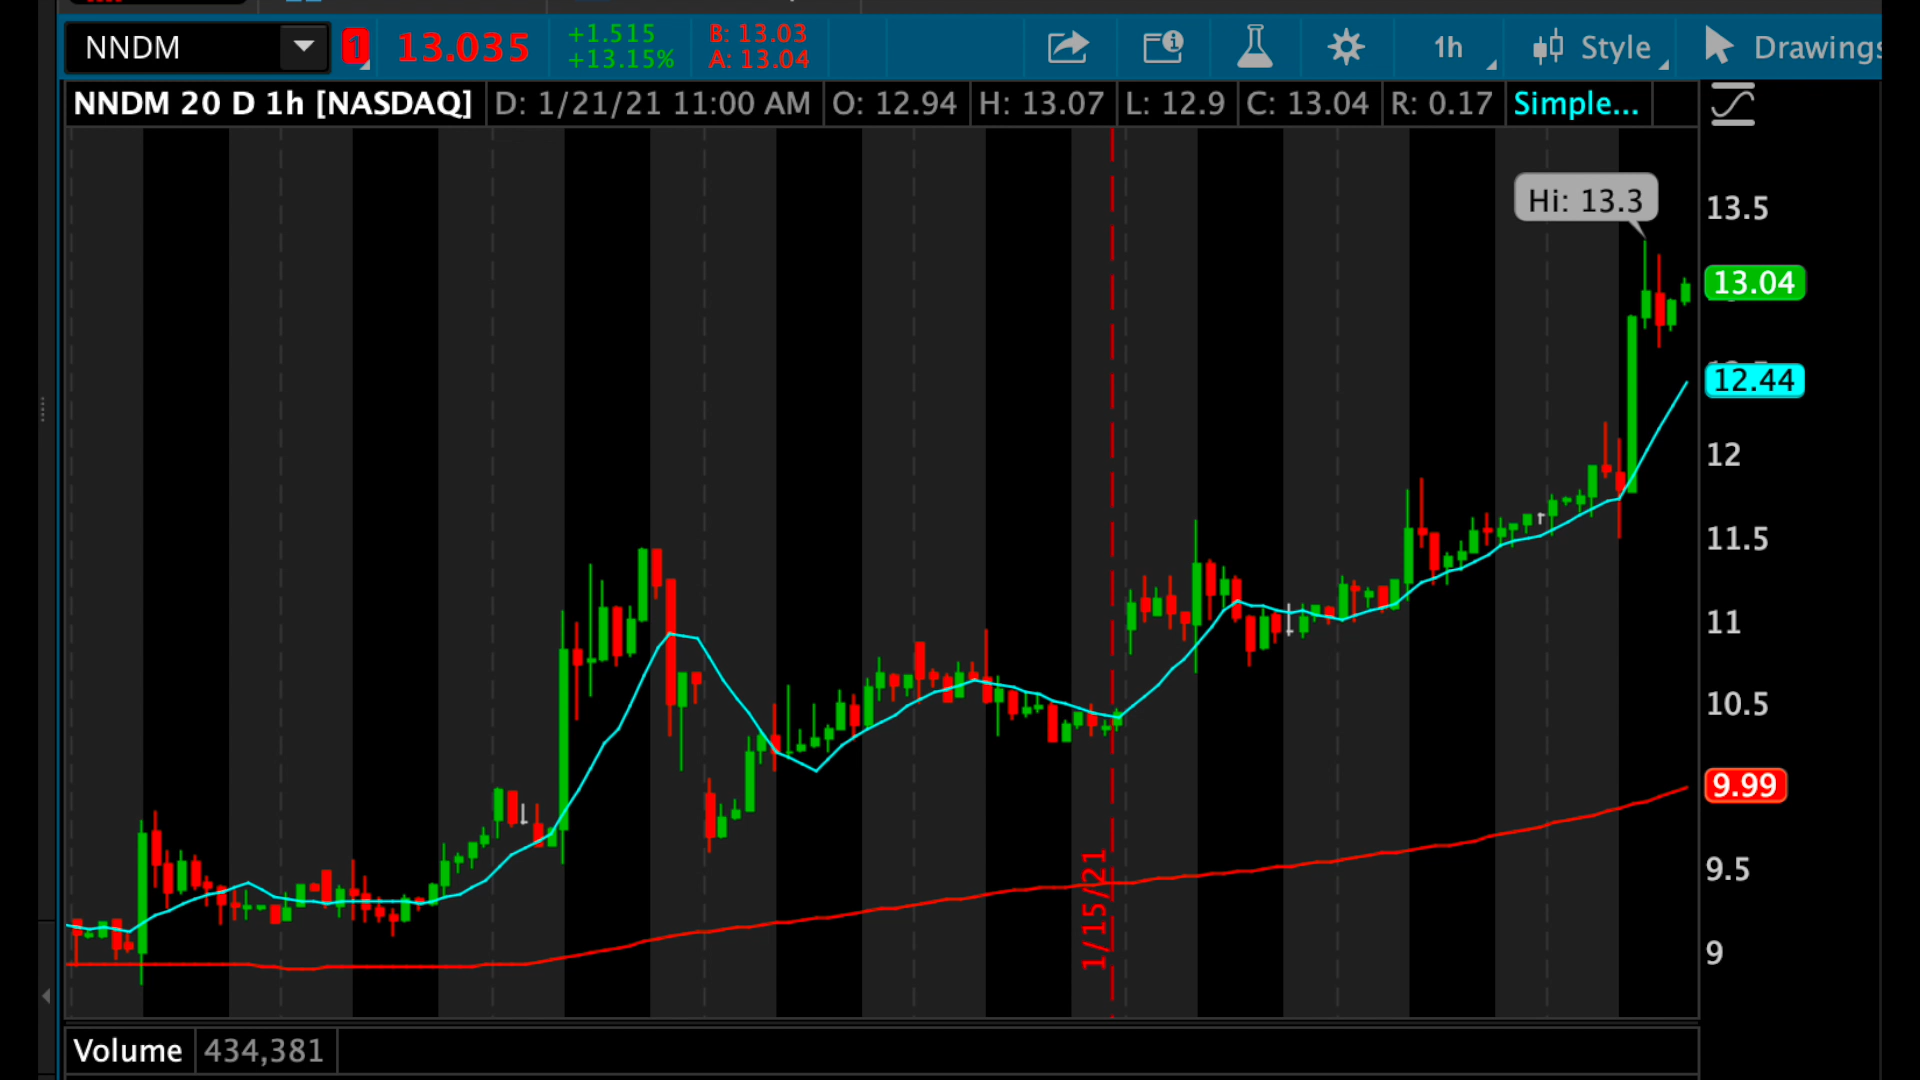 NNDM 1 13.035 +1.515 B: 13.03 1h Style Drawings
+13.15% A: 13.04
NNDM 20 D 1h [NASDAQ] D: 1/21/21 11:00 AM O: 12.94 H: 13.07 L: 12.9 C: 13.04 R: 0.17 Simple...
Hi: 13.3
13.5
13.04
12.44
12
11.5
11
10.5
9.99
9.5
9
1/15/21
Volume 434,381